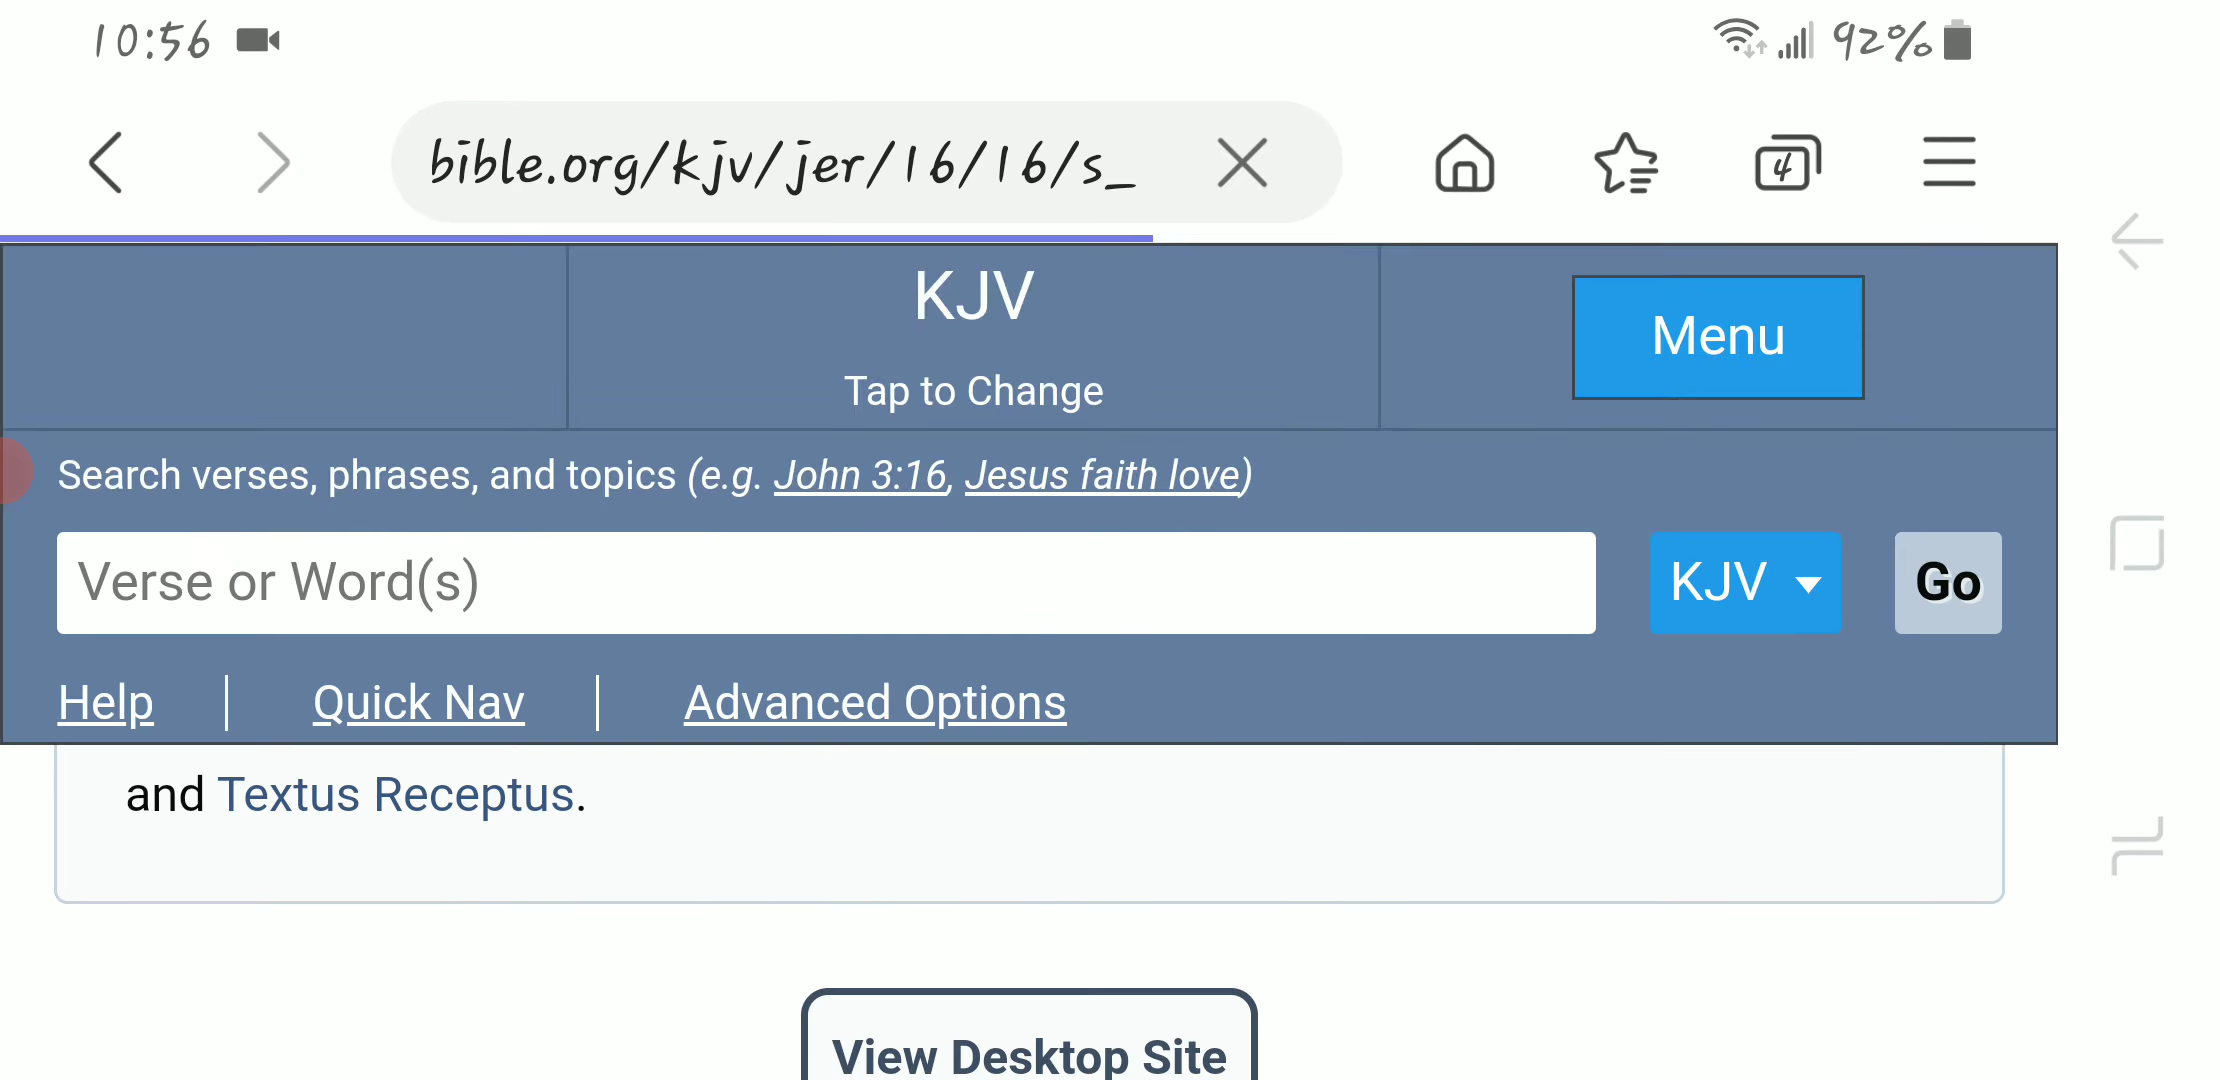 10:56 92%
bible.org/kjv/jer/16/16/s_ 4
KJV
Menu
Tap to Change
Search verses, phrases, and topics (e.g. John 3:16, Jesus faith love)
Verse or Word(s) KJV Go
Help | Quick Nav | Advanced Options
and Textus Receptus.
View Desktop Site